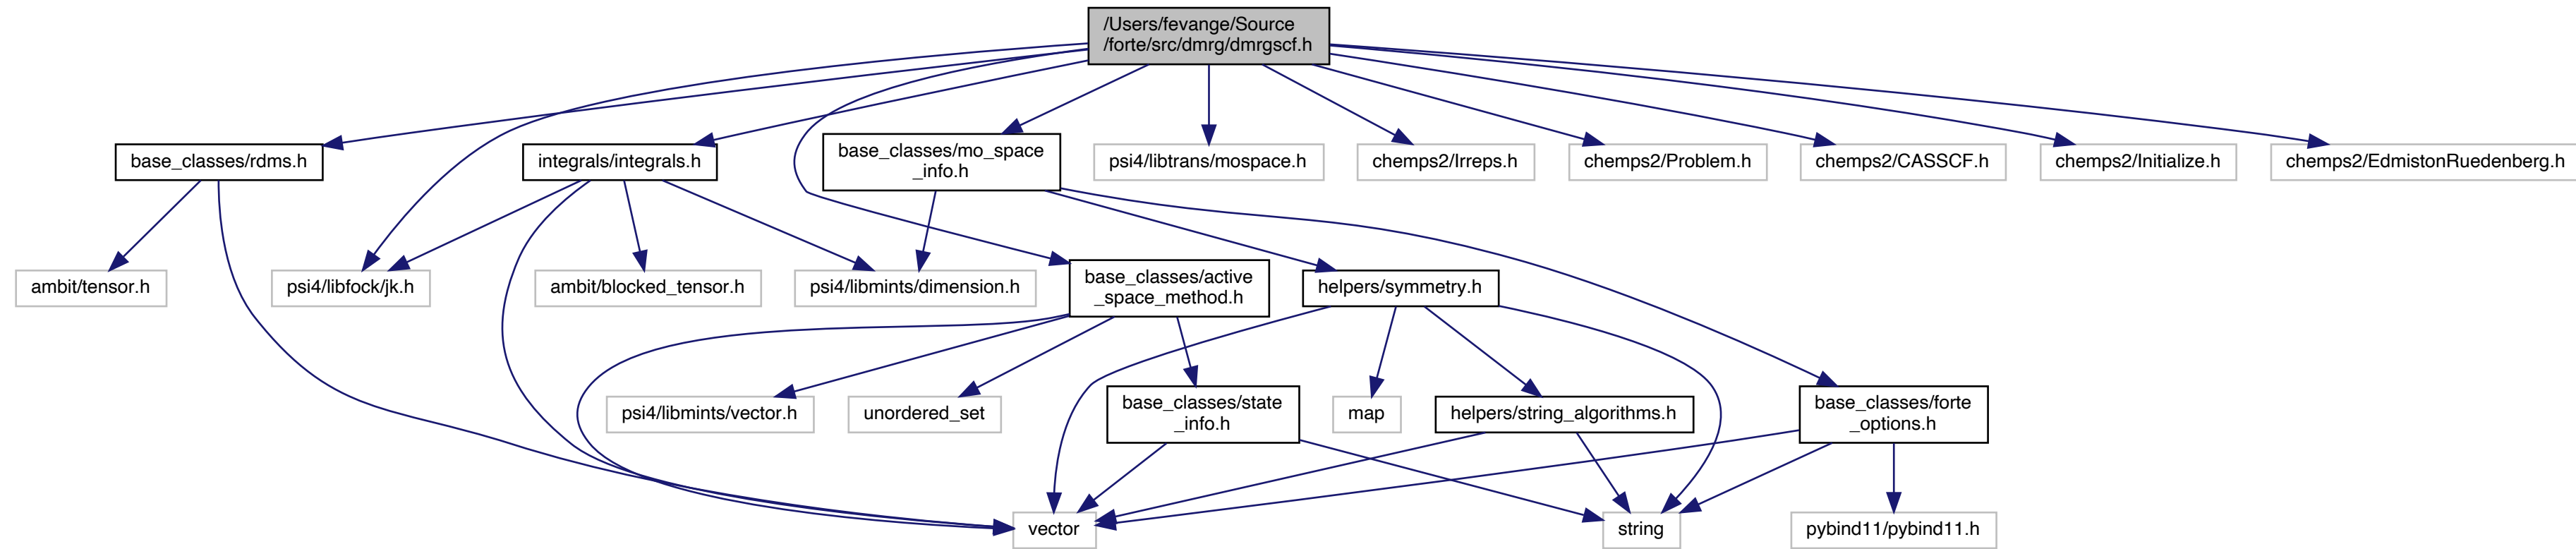 /Users/fevange/Source
/forte/src/dmrg/dmrgscf.h
base_classes/rdms.h
integrals/integrals.h
base_classes/mo_space
_info.h
psi4/libtrans/mospace.h
chemps2/Irreps.h
chemps2/Problem.h
chemps2/CASSCF.h
chemps2/Initialize.h
chemps2/EdmistonRuedenberg.h
ambit/tensor.h
psi4/libfock/jk.h
ambit/blocked_tensor.h
psi4/libmints/dimension.h
base_classes/active
_space_method.h
helpers/symmetry.h
psi4/libmints/vector.h
unordered_set
base_classes/state
_info.h
map
helpers/string_algorithms.h
base_classes/forte
_options.h
vector
string
pybind11/pybind11.h